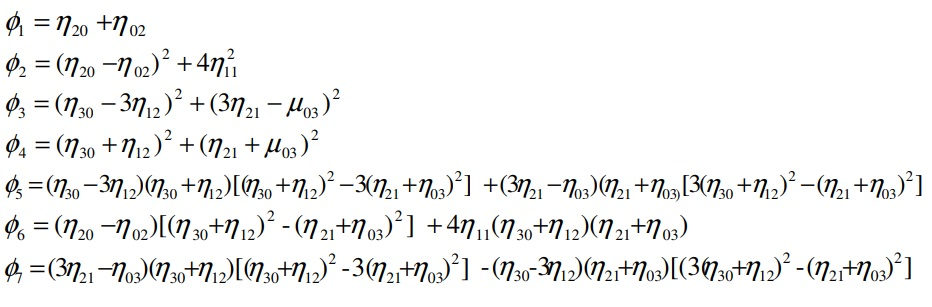 ϕ₁ = η₂₀ + η₀₂
ϕ₂ = (η₂₀ − η₀₂)² + 4η₁₁²
ϕ₃ = (η₃₀ − 3η₁₂)² + (3η₂₁ − μ₀₃)²
ϕ₄ = (η₃₀ + η₁₂)² + (η₂₁ + μ₀₃)²
ϕ₅ = (η₃₀ − 3η₁₂)(η₃₀ + η₁₂)[(η₃₀ + η₁₂)² − 3(η₂₁ + η₀₃)²] + (3η₂₁ − η₀₃)(η₂₁ + η₀₃)[3(η₃₀ + η₁₂)² − (η₂₁ + η₀₃)²]
ϕ₆ = (η₂₀ − η₀₂)[(η₃₀ + η₁₂)² - (η₂₁ + η₀₃)²] + 4η₁₁(η₃₀ + η₁₂)(η₂₁ + η₀₃)
ϕ₇ = (3η₂₁ − η₀₃)(η₃₀ + η₁₂)[(η₃₀ + η₁₂)² - 3(η₂₁ + η₀₃)²] - (η₃₀ - 3η₁₂)(η₂₁ + η₀₃)[(3(η₃₀ + η₁₂)² - (η₂₁ + η₀₃)²]